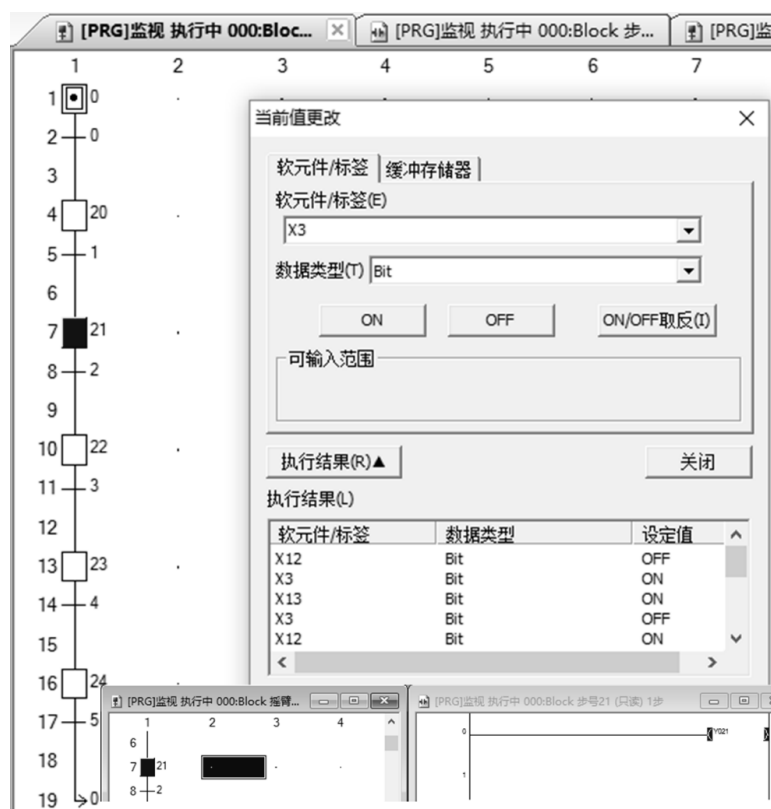 [PRG]监视 执行中 000:Bloc...
[PRG]监视 执行中 000:Block 步...
[PRG]监
1 2 3 4 5 6 7
1 0
2 0
3
4 20
5 1
6
7 21
8 2
9
10 22
11 3
12
13 23
14 4
15
16 24
17 5
18
19 0
当前值更改
软元件/标签 缓冲存储器
软元件/标签(E)
X3
数据类型(T) Bit
ON OFF ON/OFF取反(I)
可输入范围
执行结果(R)▲ 关闭
执行结果(L)
软元件/标签 数据类型 设定值
X12 Bit OFF
X3 Bit ON
X13 Bit ON
X3 Bit OFF
X12 Bit ON
[PRG]监视 执行中 000:Block 摇臂...
1 2 3 4
6
7 21
8 2
[PRG]监视 执行中 000:Block 步号21 (只读) 1步
0 Y021
1